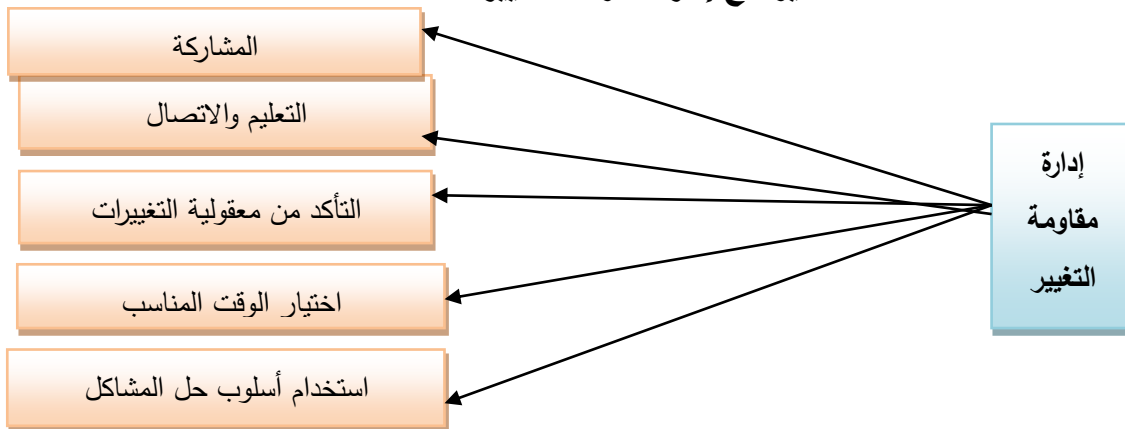 المشاركة
التعليم والاتصال
التأكد من معقولية التغييرات
اختيار الوقت المناسب
استخدام أسلوب حل المشاكل
إدارة
مقاومة
التغيير